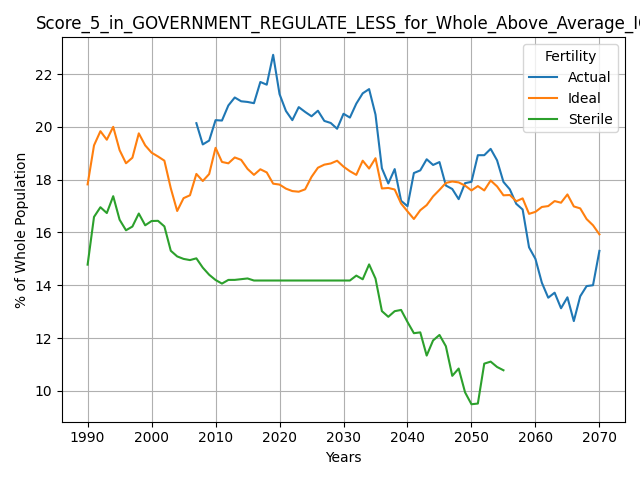 Score_5_in_GOVERNMENT_REGULATE_LESS_for_Whole_Above_Average_I
Fertility
Actual
Ideal
Sterile
% of Whole Population
22
20
18
16
14
12
10
1990 2000 2010 2020 2030 2040 2050 2060 2070
Years